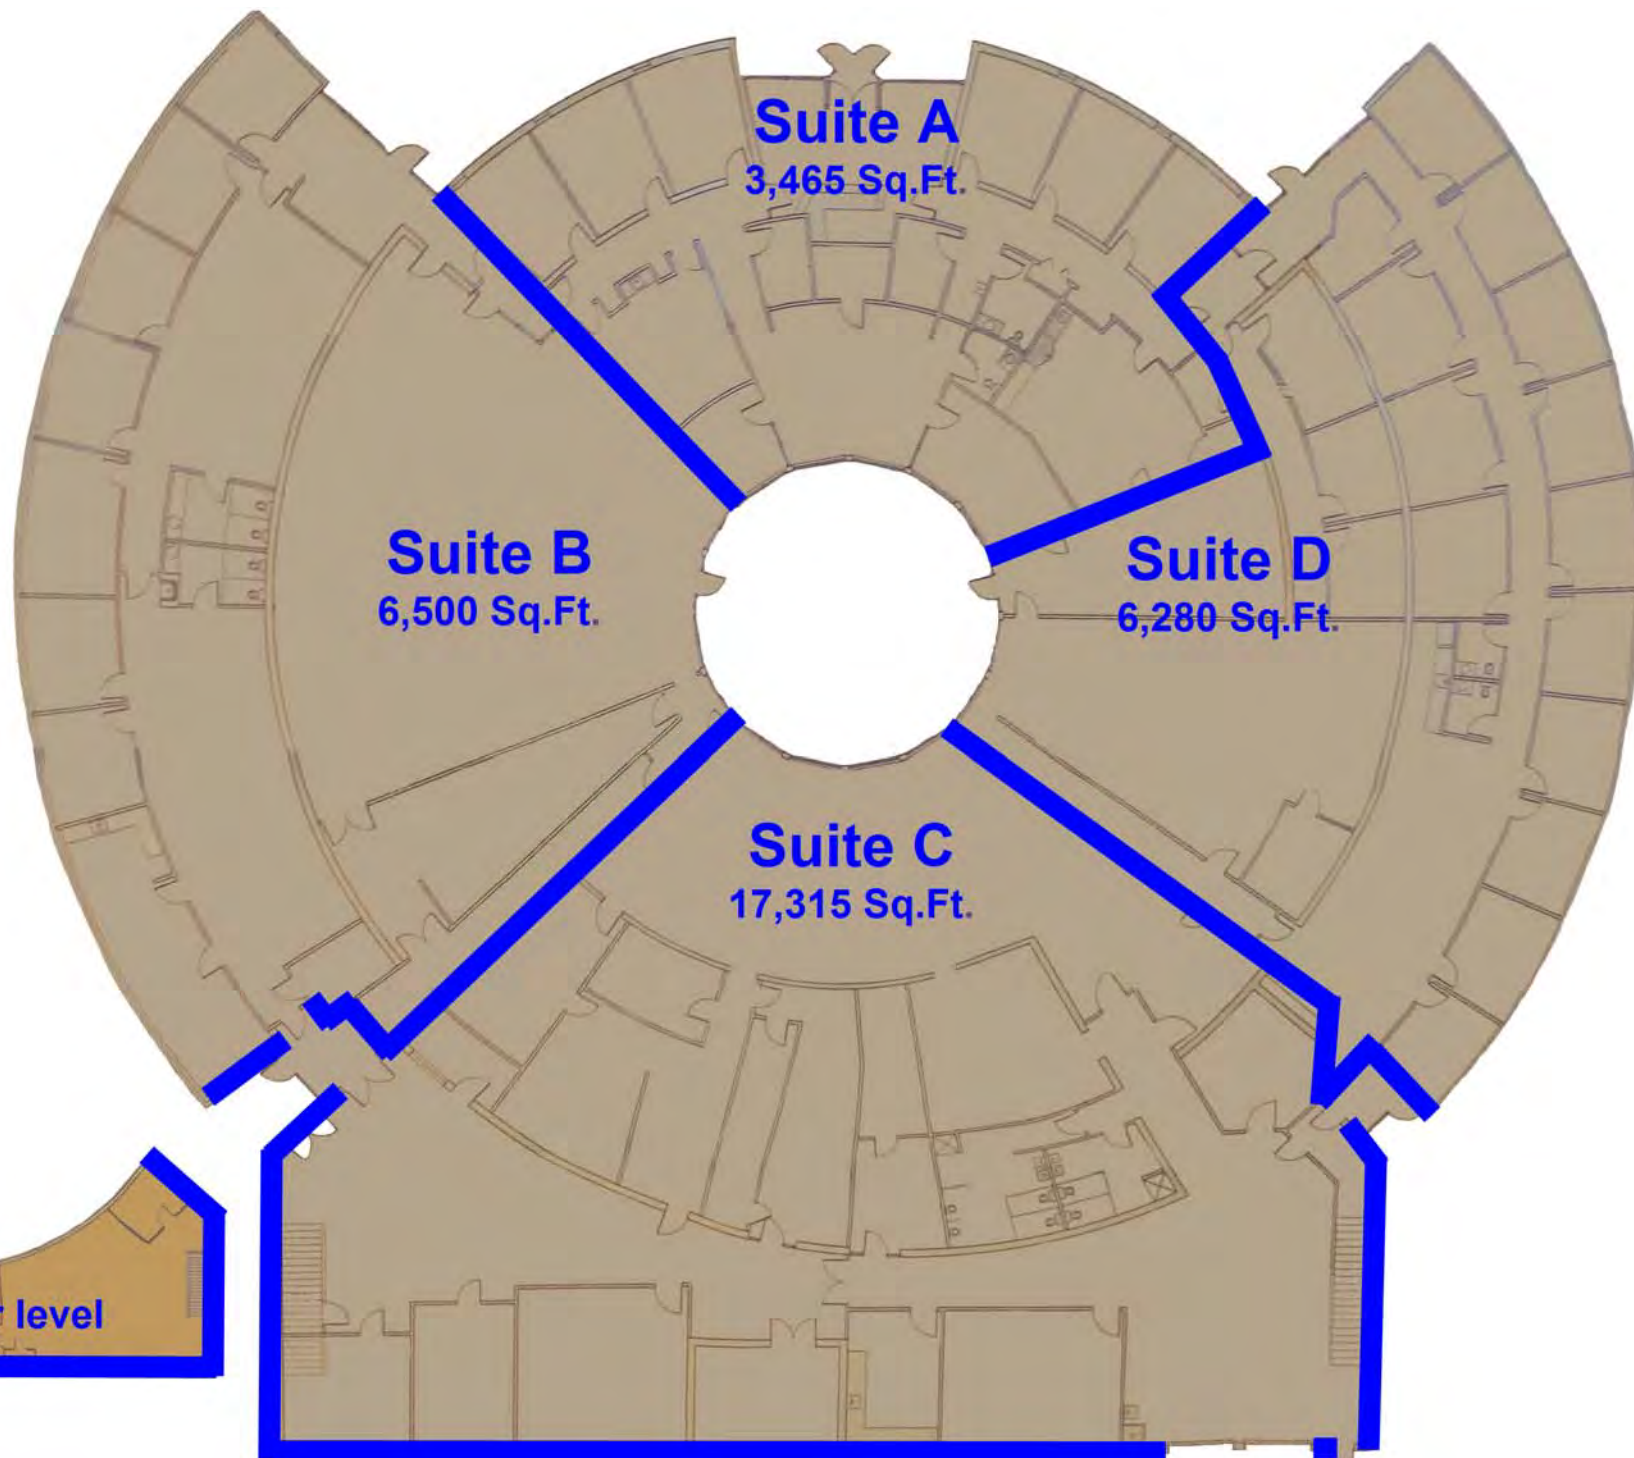 Suite A
3,465 Sq.Ft.
Suite B
6,500 Sq.Ft.
Suite D
6,280 Sq.Ft.
Suite C
17,315 Sq.Ft.
level